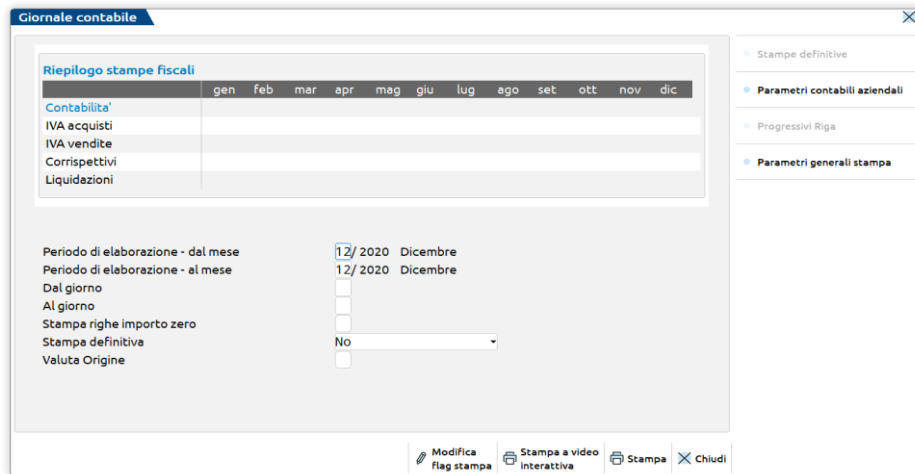 Giornale contabile
Riepilogo stampe fiscali
gen feb mar apr mag giu lug ago set ott nov dic
Contabilita'
IVA acquisti
IVA vendite
Corrispettivi
Liquidazioni
Stampe definitive
Parametri contabili aziendali
Progressivi Riga
Parametri generali stampa
Periodo di elaborazione - dal mese 12/ 2020 Dicembre
Periodo di elaborazione - al mese 12/ 2020 Dicembre
Dal giorno
Al giorno
Stampa righe importo zero
Stampa definitiva No
Valuta Origine
Modifica
flag stampa
Stampa a video
interattiva
Stampa
Chiudi